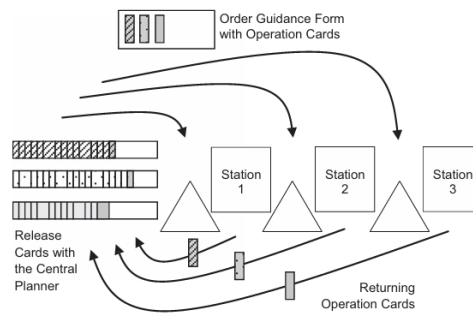 Order Guidance Form
with Operation Cards
Station
1
Station
2
Station
3
Release
Cards with
the Central
Planner
Returning
Operation Cards